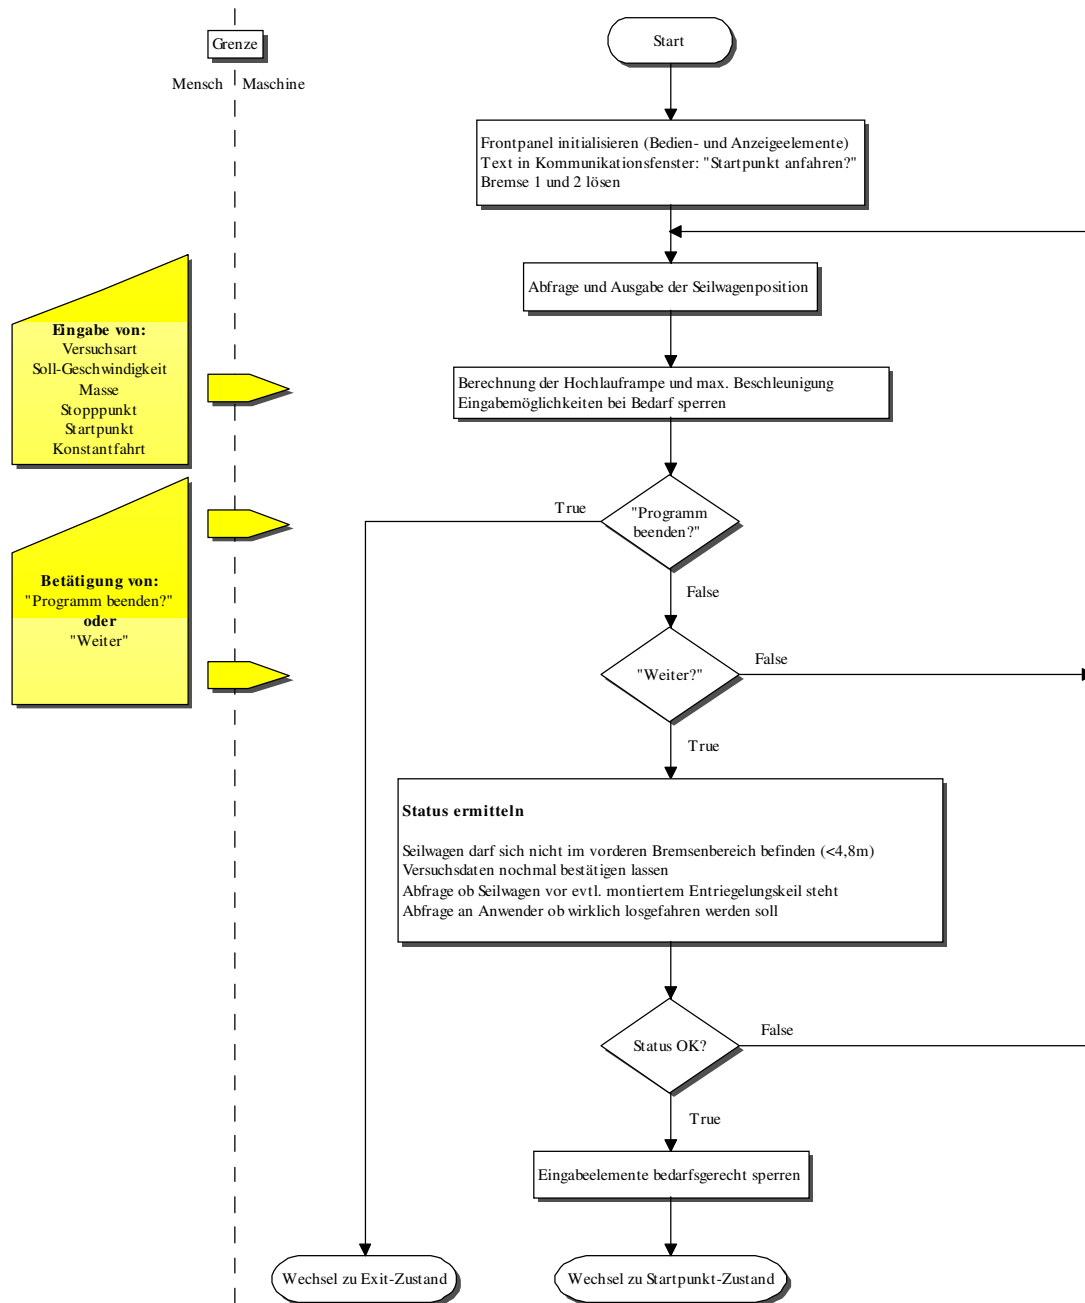 Grenze
Mensch
Maschine
Start
Frontpanel initialisieren (Bedien- und Anzeigeelemente)
Text in Kommunikationsfenster: "Startpunkt anfahren?"
Bremse 1 und 2 lösen
Abfrage und Ausgabe der Seilwagenposition
Eingabe von:
Versuchsart
Soll-Geschwindigkeit
Masse
Stopppunkt
Startpunkt
Konstantfahrt
Berechnung der Hochlauframpe und max. Beschleunigung
Eingabemöglichkeiten bei Bedarf sperren
True
"Programm
beenden?"
False
Betätigung von:
"Programm beenden?"
oder
"Weiter"
"Weiter?"
False
True
Status ermitteln
Seilwagen darf sich nicht im vorderen Bremsenbereich befinden (<4,8m)
Versuchsdaten nochmal bestätigen lassen
Abfrage ob Seilwagen vor evtl. montiertem Entriegelungskeil steht
Abfrage an Anwender ob wirklich losgefahren werden soll
Status OK?
False
True
Eingabeelemente bedarfsgerecht sperren
Wechsel zu Exit-Zustand
Wechsel zu Startpunkt-Zustand